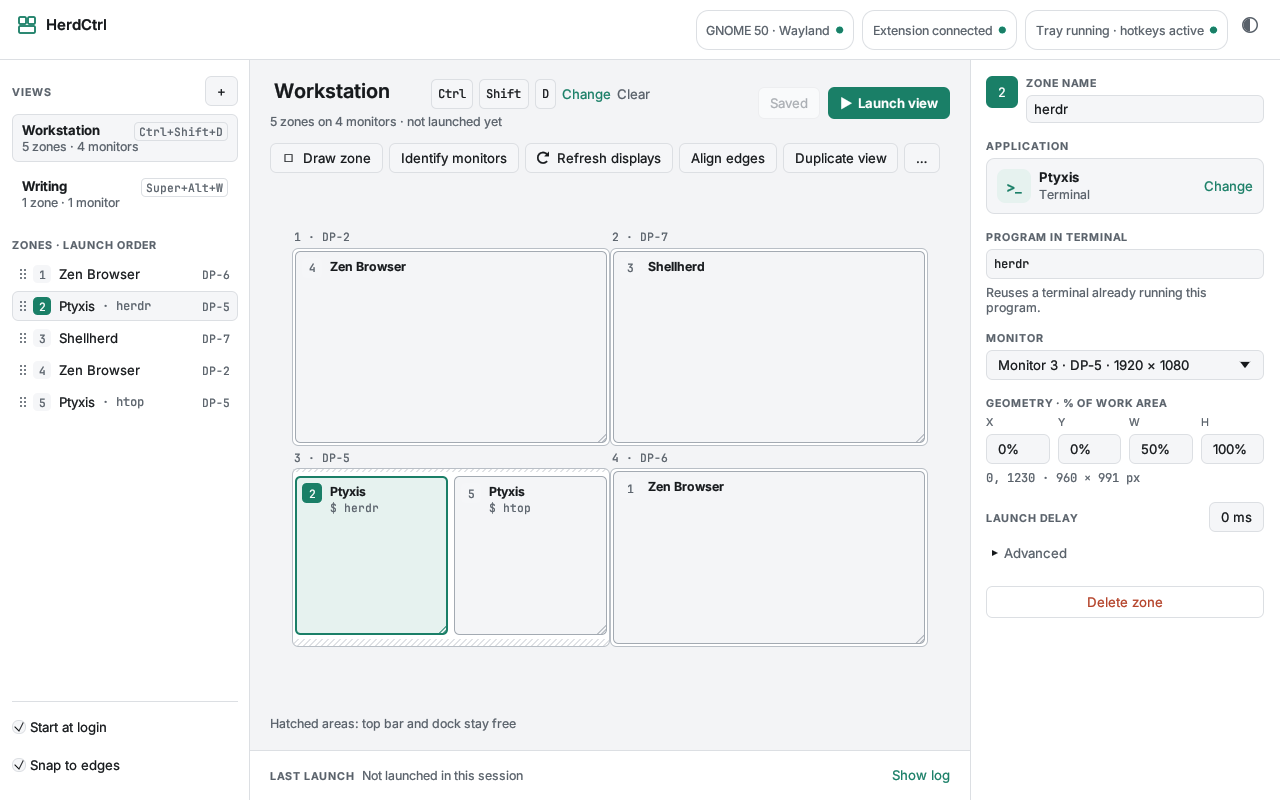 HerdCtrl
GNOME 50 · Wayland
Extension connected
Tray running · hotkeys active
VIEWS
+
Workstation
Ctrl+Shift+D
5 zones · 4 monitors
Writing
Super+Alt+W
1 zone · 1 monitor
ZONES · LAUNCH ORDER
1 Zen Browser DP-6
2 Ptyxis · herdr DP-5
3 Shellherd DP-7
4 Zen Browser DP-2
5 Ptyxis · htop DP-5
Start at login
Snap to edges
Workstation
Ctrl Shift D Change Clear
5 zones on 4 monitors · not launched yet
Saved
Launch view
Draw zone
Identify monitors
Refresh displays
Align edges
Duplicate view
...
1 · DP-2
4 Zen Browser
2 · DP-7
3 Shellherd
3 · DP-5
2 Ptyxis
$ herdr
5 Ptyxis
$ htop
4 · DP-6
1 Zen Browser
Hatched areas: top bar and dock stay free
LAST LAUNCH Not launched in this session
Show log
2
ZONE NAME
herdr
APPLICATION
>_
Ptyxis
Terminal
Change
PROGRAM IN TERMINAL
herdr
Reuses a terminal already running this
program.
MONITOR
Monitor 3 · DP-5 · 1920 × 1080
GEOMETRY · % OF WORK AREA
X Y W H
0% 0% 50% 100%
0, 1230 · 960 × 991 px
LAUNCH DELAY
0 ms
Advanced
Delete zone